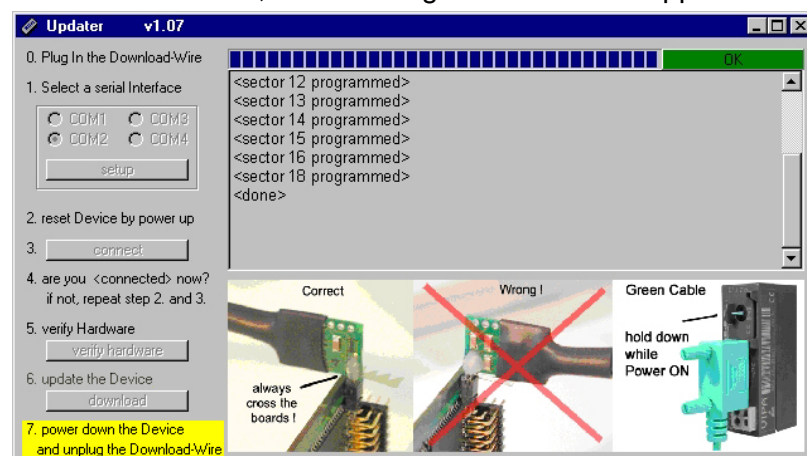 Updater v1.07
0. Plug In the Download-Wire
OK
1. Select a serial Interface
COM1 COM3
COM2 COM4
setup
2. reset Device by power up
3. connect
4. are you <connected> now?
if not, repeat step 2. and 3.
5. verify Hardware
verify hardware
6. update the Device
download
7. power down the Device
and unplug the Download-Wire
<sector 12 programmed>
<sector 13 programmed>
<sector 14 programmed>
<sector 15 programmed>
<sector 16 programmed>
<sector 18 programmed>
<done>
Correct
always
cross the
boards !
Wrong !
Green Cable
hold down
while
Power ON